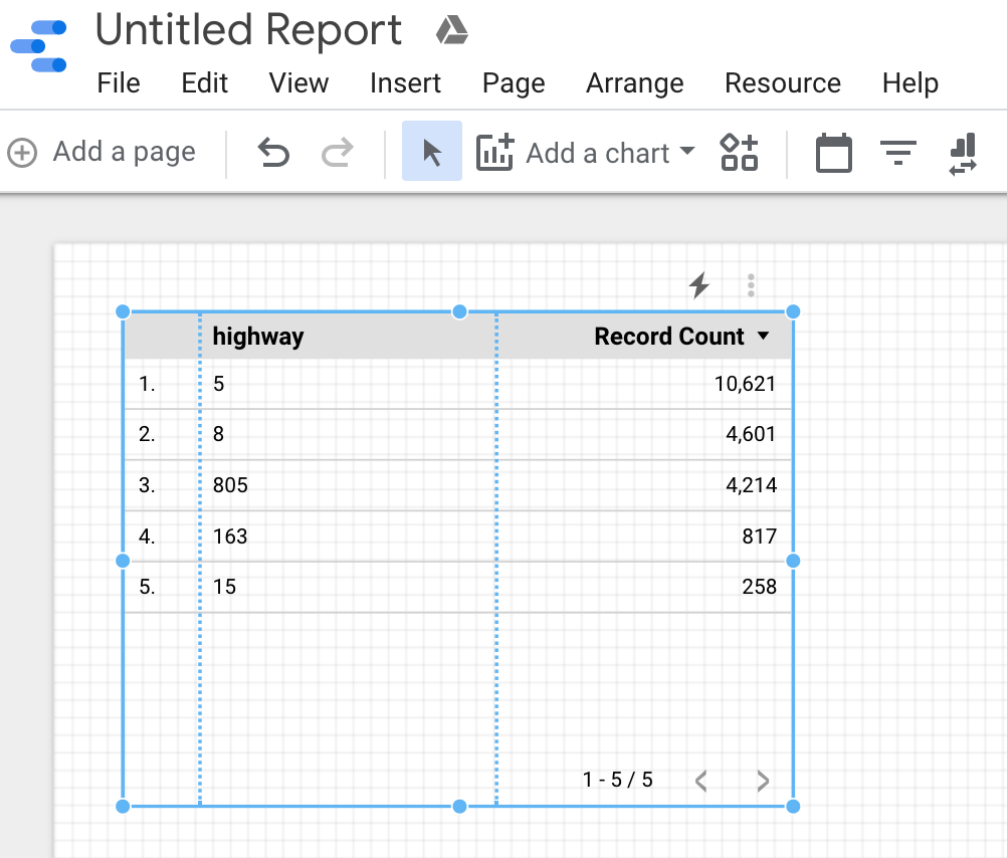 Untitled Report
File Edit View Insert Page Arrange Resource Help
Add a page Add a chart
highway Record Count
1. 5 10,621
2. 8 4,601
3. 805 4,214
4. 163 817
5. 15 258
1 - 5 / 5